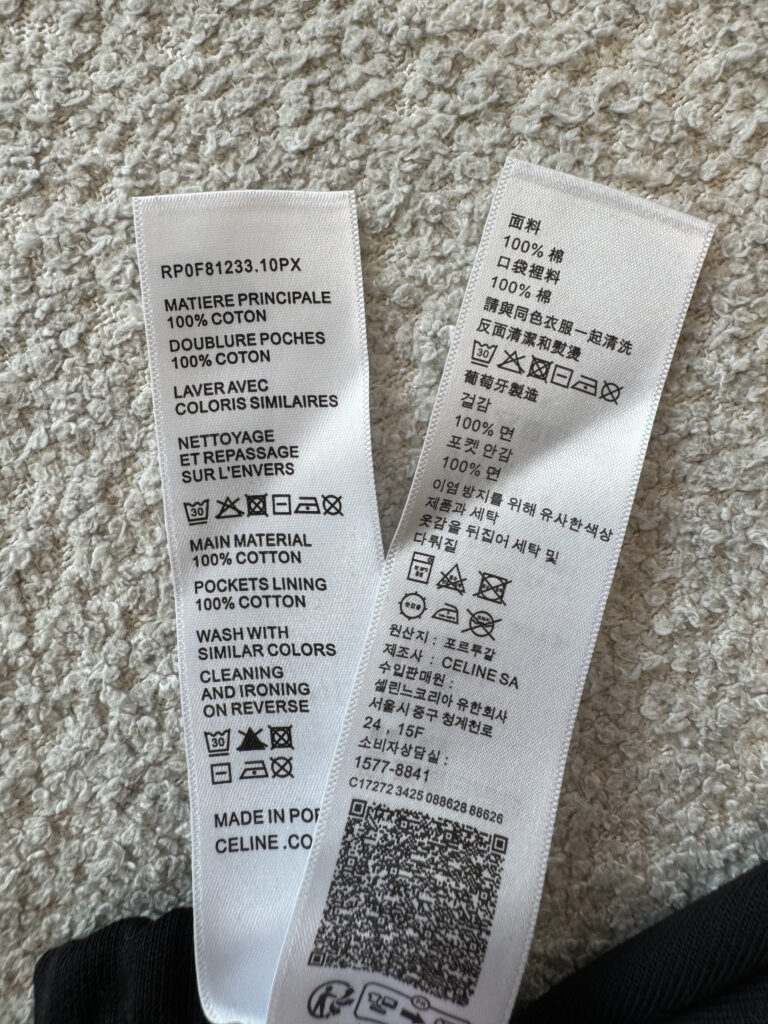 RP0F81233.10PX
MATIERE PRINCIPALE
100% COTON
DOUBLURE POCHES
100% COTON
LAVER AVEC
COLORIS SIMILAIRES
NETTOYAGE
ET REPASSAGE
SUR L'ENVERS
30
MAIN MATERIAL
100% COTTON
POCKETS LINING
100% COTTON
WASH WITH
SIMILAR COLORS
CLEANING
AND IRONING
ON REVERSE
30
MADE IN POR
CELINE .CO
面料
100% 棉
口袋裡料
100% 棉
請與同色衣服一起清洗
反面清潔和熨燙
30
葡萄牙製造
겉감
100% 면
포켓 안감
100% 면
이염 방지를 위해 유사한 색상
제품과 세탁
옷감을 뒤집어 세탁 및
다림질
원산지 : 포르투갈
제조사 : CELINE SA
수입판매원 :
셀린느코리아 유한회사
서울시 중구 청계천로
24 , 15F
소비자상담실 :
1577-8841
C17272 3425 088628 88626